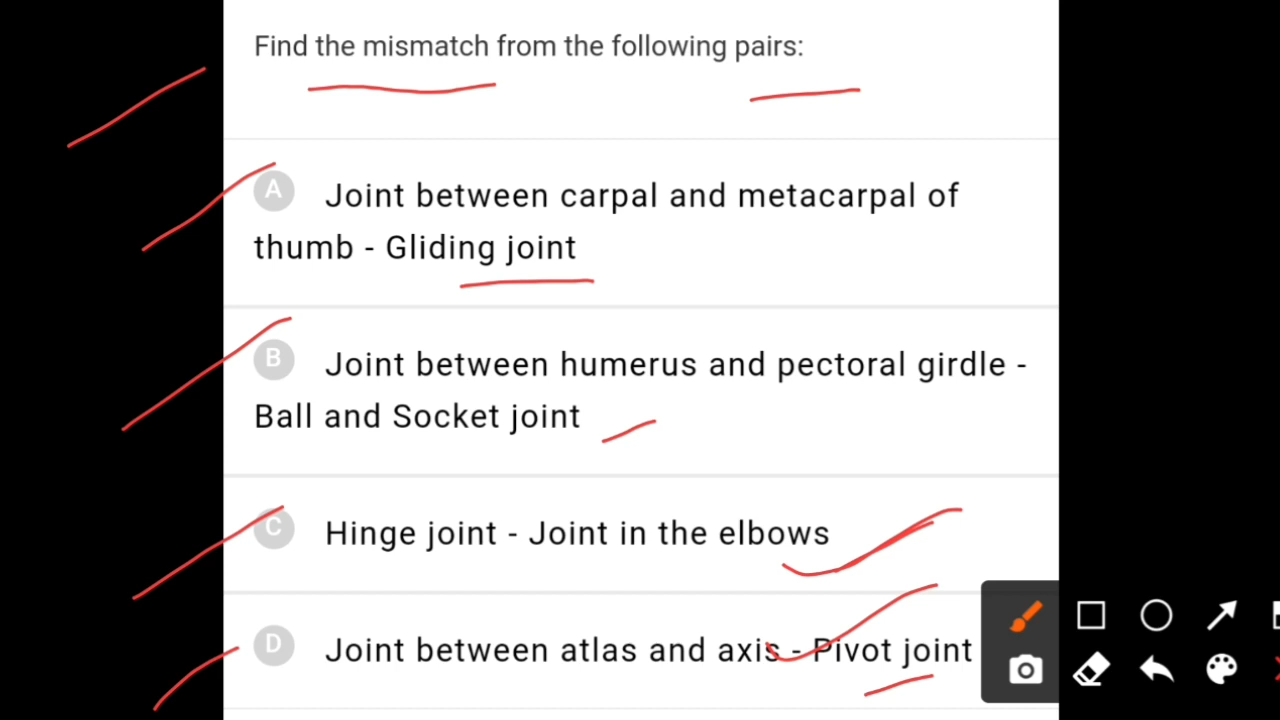 Find the mismatch from the following pairs:
A Joint between carpal and metacarpal of
thumb - Gliding joint
B Joint between humerus and pectoral girdle -
Ball and Socket joint
C Hinge joint - Joint in the elbows
D Joint between atlas and axis - Pivot joint